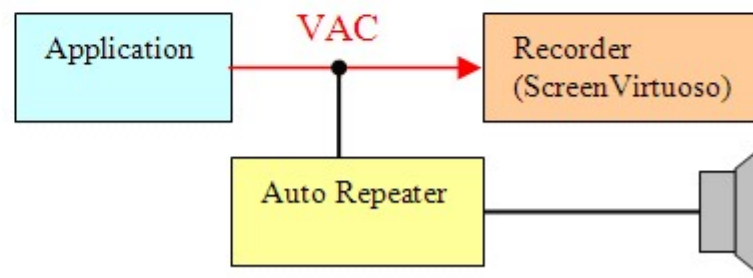 Application
VAC
Recorder
(ScreenVirtuoso)
Auto Repeater